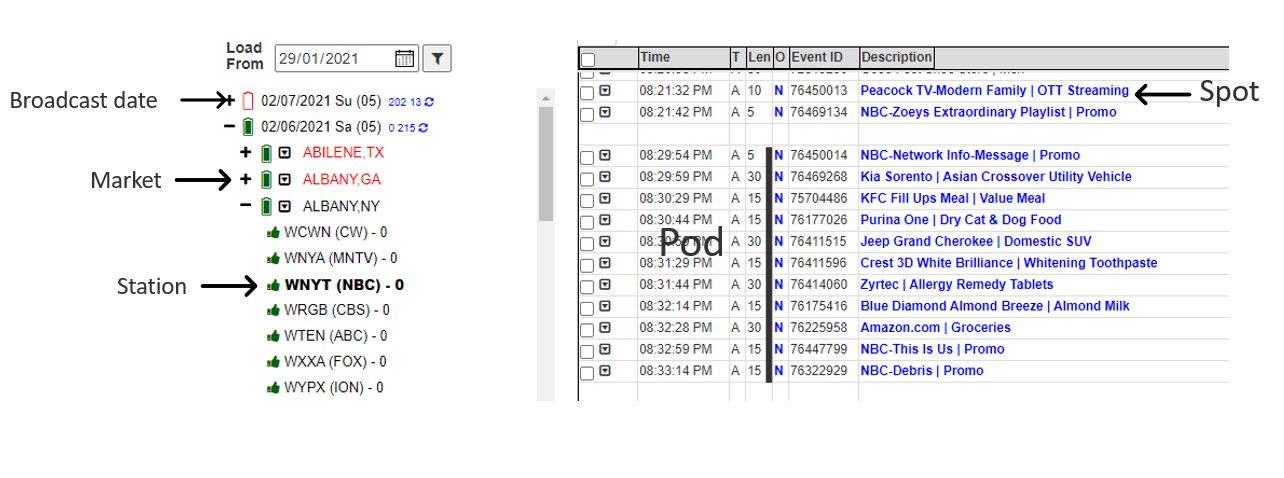 Load
From
29/01/2021
Broadcast date
02/07/2021 Su (05) 202 13
02/06/2021 Sa (05) 0 215
ABILENE,TX
Market
ALBANY,GA
ALBANY,NY
WCWN (CW) - 0
WNYA (MNTV) - 0
Station
WNYT (NBC) - 0
WRGB (CBS) - 0
WTEN (ABC) - 0
WXXA (FOX) - 0
WYPX (ION) - 0
Time T Len O Event ID Description
08:21:32 PM A 10 N 76450013 Peacock TV-Modern Family | OTT Streaming
Spot
08:21:42 PM A 5 N 76469134 NBC-Zoeys Extraordinary Playlist | Promo
08:29:54 PM A 5 N 76450014 NBC-Network Info-Message | Promo
08:29:59 PM A 30 N 76469268 Kia Sorento | Asian Crossover Utility Vehicle
08:30:29 PM A 15 N 75704486 KFC Fill Ups Meal | Value Meal
08:30:44 PM A 15 N 76177026 Purina One | Dry Cat & Dog Food
Pod
08:30:59 PM A 30 N 76411515 Jeep Grand Cherokee | Domestic SUV
08:31:29 PM A 15 N 76411596 Crest 3D White Brilliance | Whitening Toothpaste
08:31:44 PM A 30 N 76414060 Zyrtec | Allergy Remedy Tablets
08:32:14 PM A 15 N 76175416 Blue Diamond Almond Breeze | Almond Milk
08:32:28 PM A 30 N 76225958 Amazon.com | Groceries
08:32:59 PM A 15 N 76447799 NBC-This Is Us | Promo
08:33:14 PM A 15 N 76322929 NBC-Debris | Promo